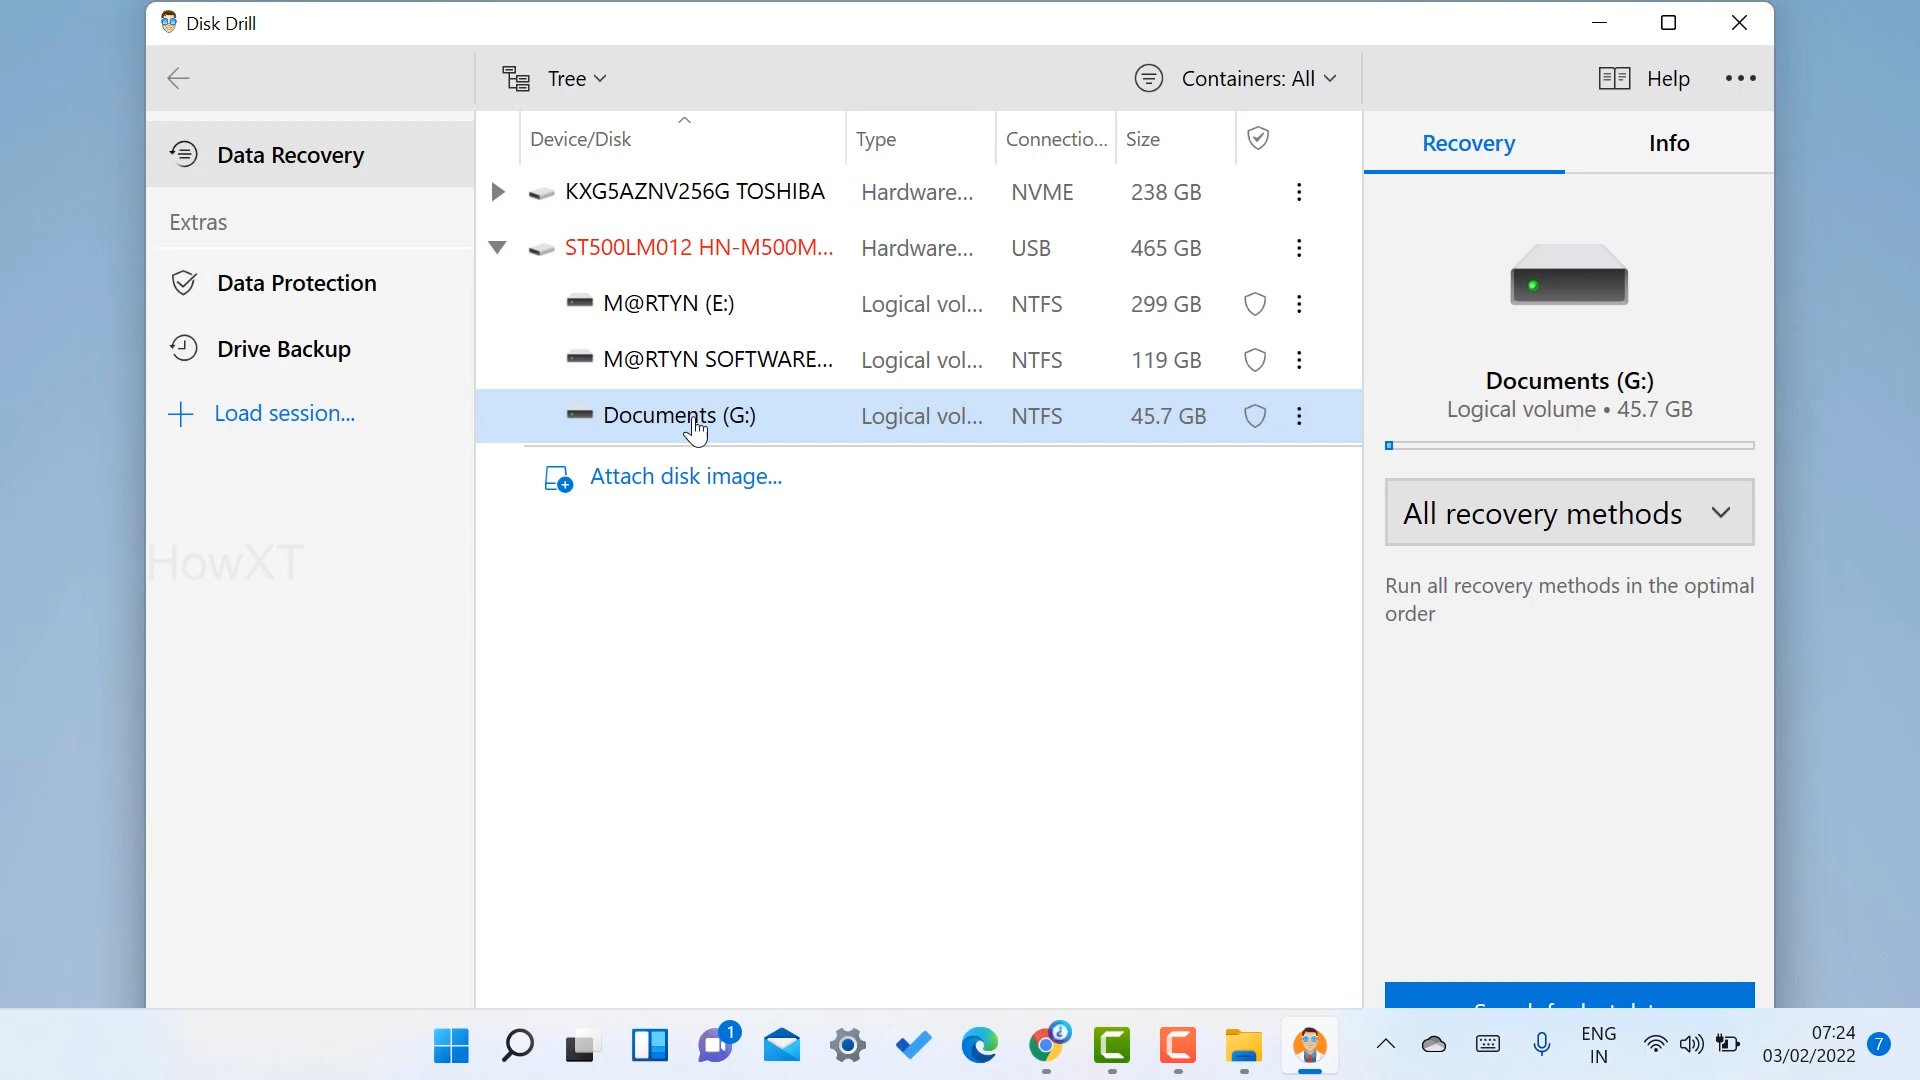 Disk Drill
Tree
Containers: All
Help
Data Recovery
Extras
Data Protection
Drive Backup
Load session...
HowXT
Device/Disk Type Connectio... Size
KXG5AZNV256G TOSHIBA Hardware... NVME 238 GB
ST500LM012 HN-M500M... Hardware... USB 465 GB
M@RTYN (E:) Logical vol... NTFS 299 GB
M@RTYN SOFTWARE... Logical vol... NTFS 119 GB
Documents (G:) Logical vol... NTFS 45.7 GB
Attach disk image...
Recovery Info
Documents (G:)
Logical volume • 45.7 GB
All recovery methods
Run all recovery methods in the optimal
order
1
ENG
IN
07:24
03/02/2022
7